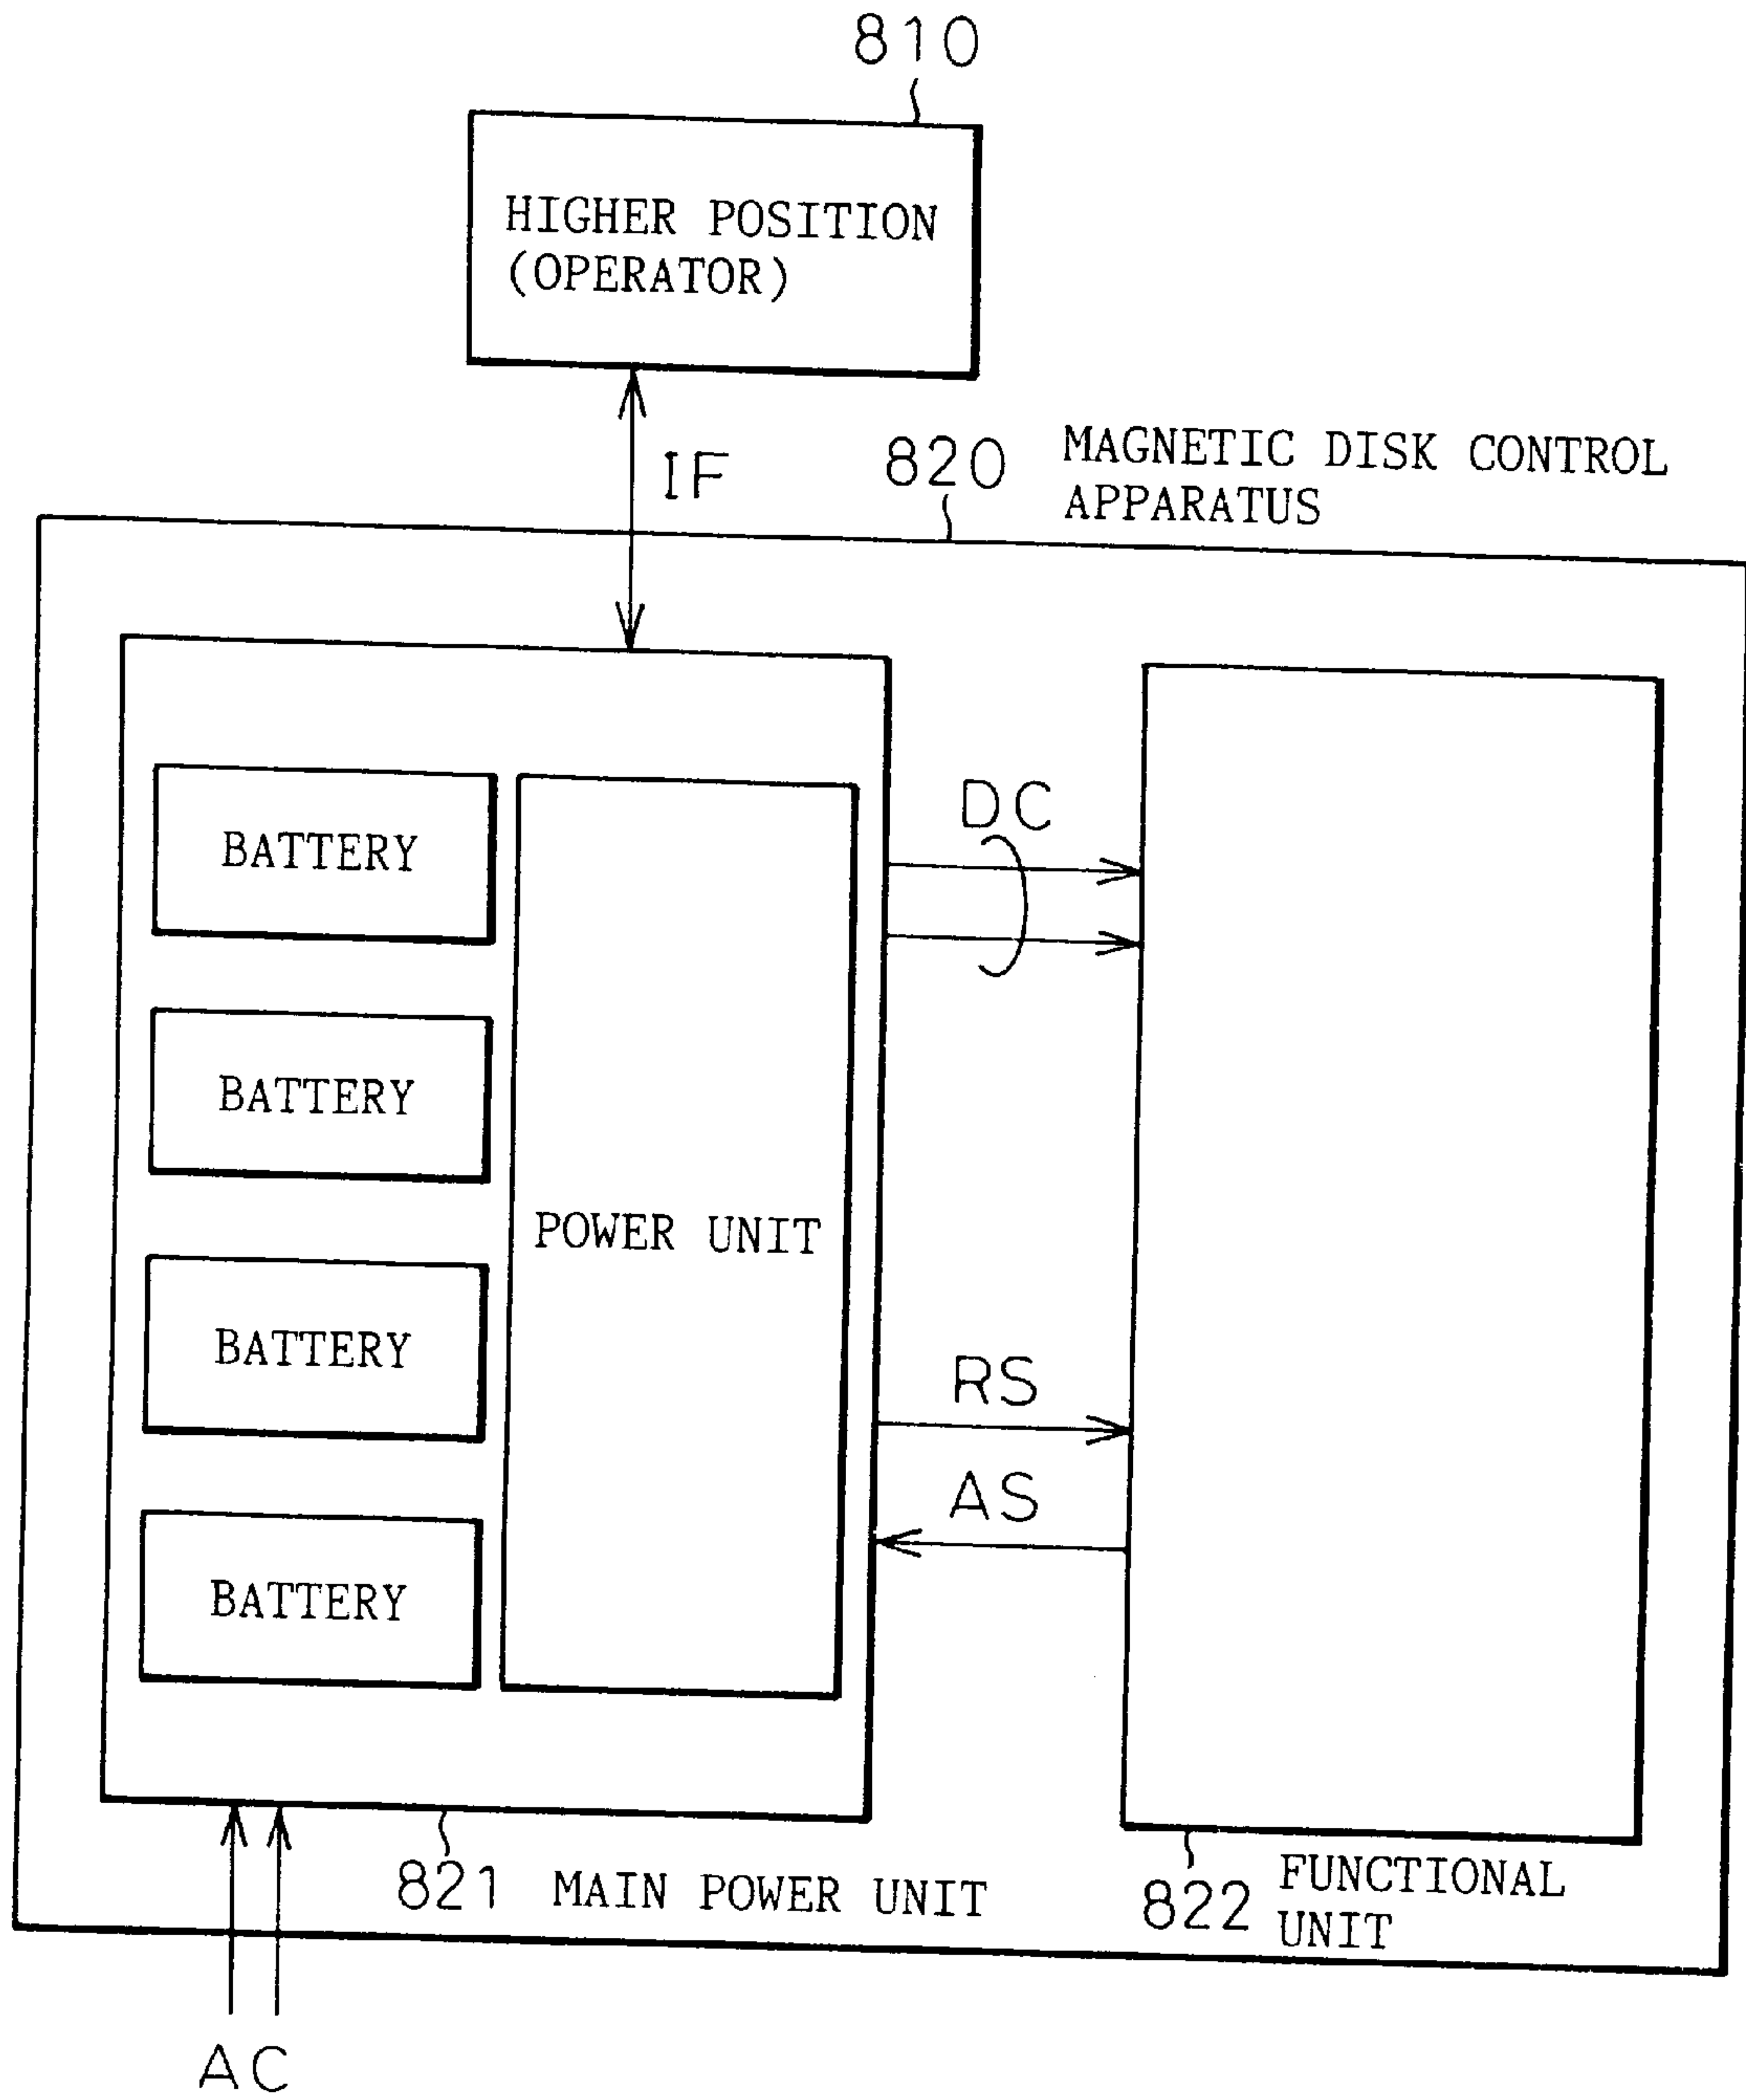 810
HIGHER POSITION
(OPERATOR)
IF
820
MAGNETIC DISK CONTROL
APPARATUS
BATTERY
BATTERY
BATTERY
BATTERY
POWER UNIT
DC
RS
AS
821 MAIN POWER UNIT
822
FUNCTIONAL
UNIT
AC